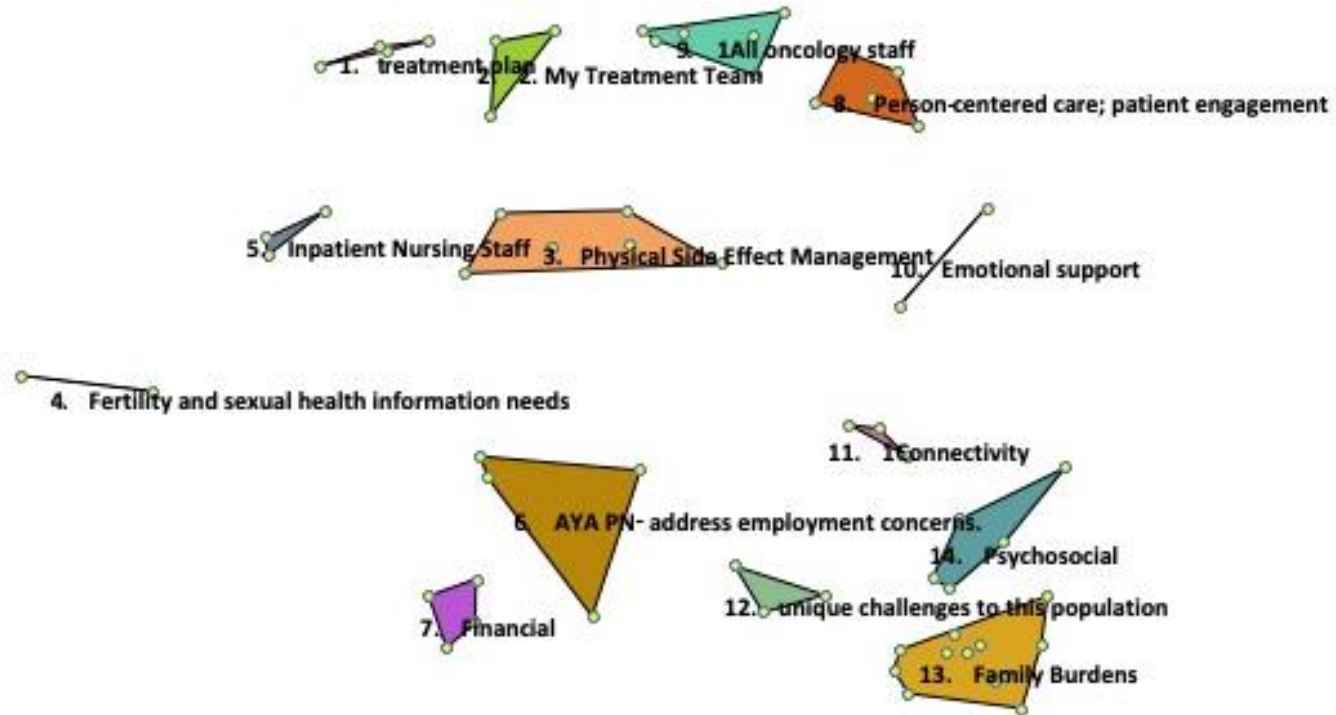 1. treatment plan
2. 2. My Treatment Team
9. 1All oncology staff
8. Person-centered care; patient engagement
5. Inpatient Nursing Staff
3. Physical Side Effect Management
10. Emotional support
4. Fertility and sexual health information needs
11. 1Connectivity
6. AYA PN- address employment concerns.
14. Psychosocial
12. unique challenges to this population
7. Financial
13. Family Burdens